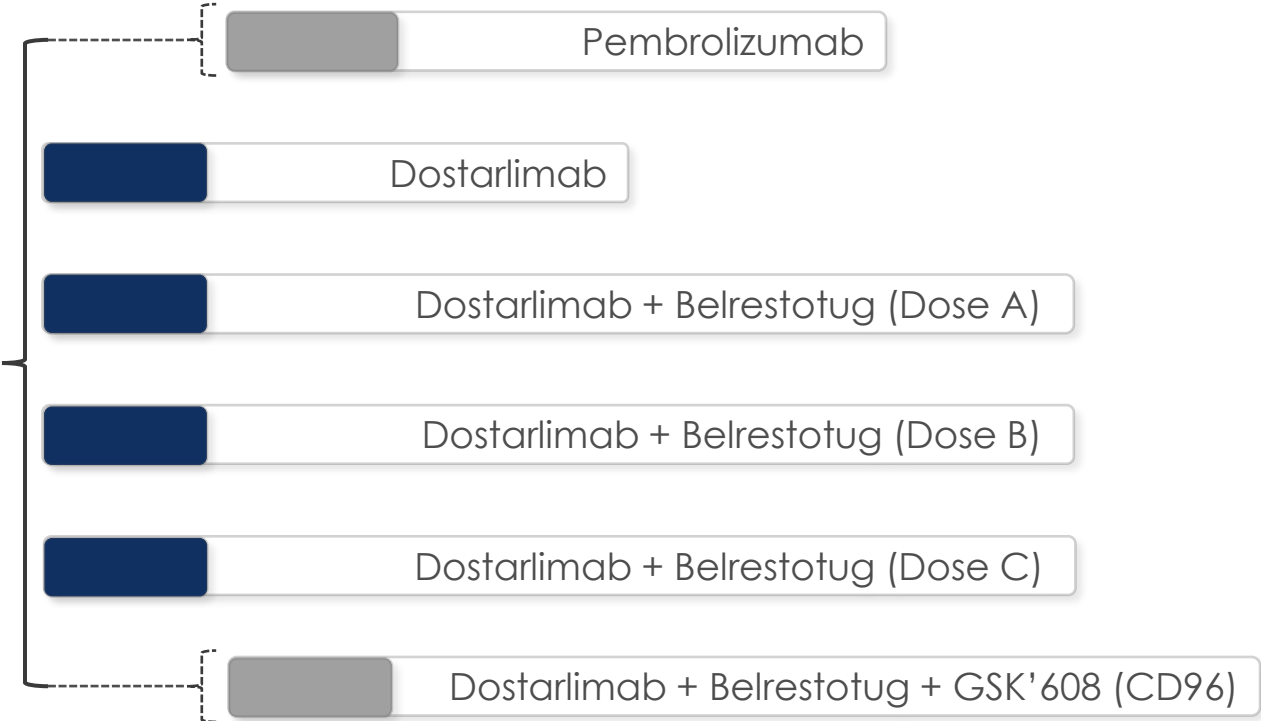 Pembrolizumab
Dostarlimab
Dostarlimab + Belrestotug (Dose A)
Dostarlimab + Belrestotug (Dose B)
Dostarlimab + Belrestotug (Dose C)
Dostarlimab + Belrestotug + GSK’608 (CD96)